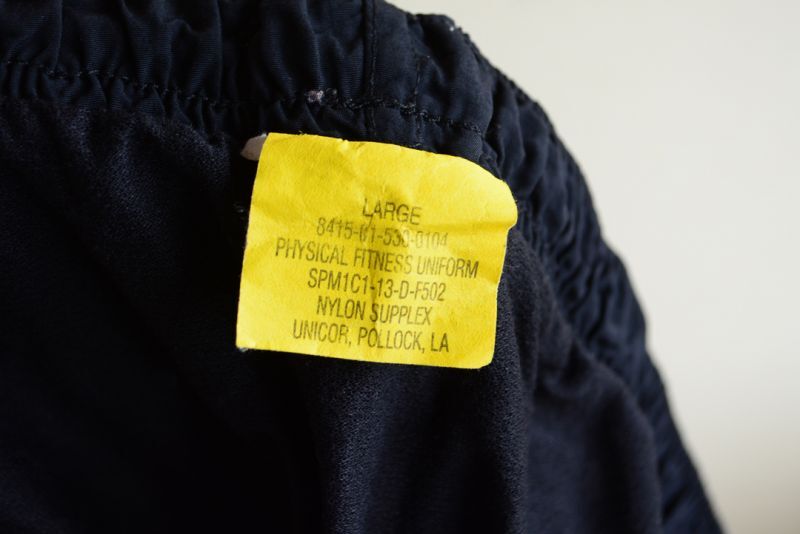 LARGE
8415-01-530-0104
PHYSICAL FITNESS UNIFORM
SPM1C1-13-D-F502
NYLON SUPPLEX
UNICOR, POLLOCK, LA